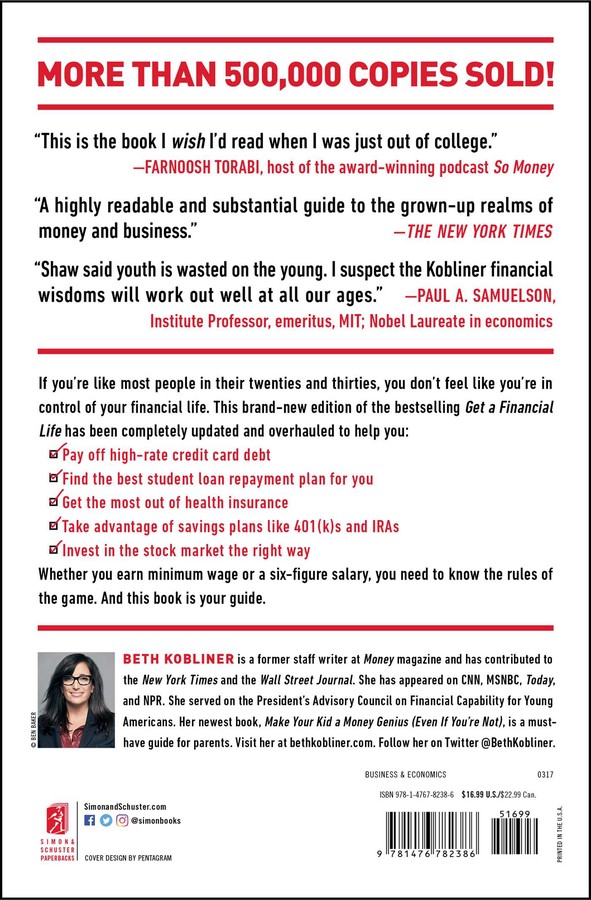 MORE THAN 500,000 COPIES SOLD!
“This is the book I wish I’d read when I was just out of college.”
—FARNOOSH TORABI, host of the award-winning podcast So Money
“A highly readable and substantial guide to the grown-up realms of
money and business.” —THE NEW YORK TIMES
“Shaw said youth is wasted on the young. I suspect the Kobliner financial
wisdoms will work out well at all our ages.” —PAUL A. SAMUELSON,
Institute Professor, emeritus, MIT; Nobel Laureate in economics
If you’re like most people in their twenties and thirties, you don’t feel like you’re in
control of your financial life. This brand-new edition of the bestselling Get a Financial
Life has been completely updated and overhauled to help you:
Pay off high-rate credit card debt
Find the best student loan repayment plan for you
Get the most out of health insurance
Take advantage of savings plans like 401(k)s and IRAs
Invest in the stock market the right way
Whether you earn minimum wage or a six-figure salary, you need to know the rules of
the game. And this book is your guide.
BETH KOBLINER is a former staff writer at Money magazine and has contributed to
the New York Times and the Wall Street Journal. She has appeared on CNN, MSNBC, Today,
and NPR. She served on the President’s Advisory Council on Financial Capability for Young
Americans. Her newest book, Make Your Kid a Money Genius (Even If You’re Not), is a must-
have guide for parents. Visit her at bethkobliner.com. Follow her on Twitter @BethKobliner.
© BEN BAKER
BUSINESS & ECONOMICS 0317
ISBN 978-1-4767-8238-6 $16.99 U.S./$22.99 Can.
51699
9 781476 782386
PRINTED IN THE U.S.A.
SimonandSchuster.com
@simonbooks
SIMON &
SCHUSTER
PAPERBACKS
COVER DESIGN BY PENTAGRAM